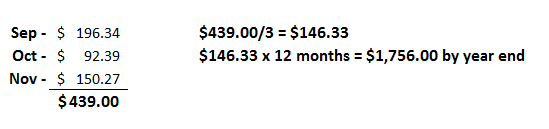 Sep - $ 196.34 $439.00/3 = $146.33
Oct - $ 92.39 $146.33 x 12 months = $1,756.00 by year end
Nov - $ 150.27
$439.00